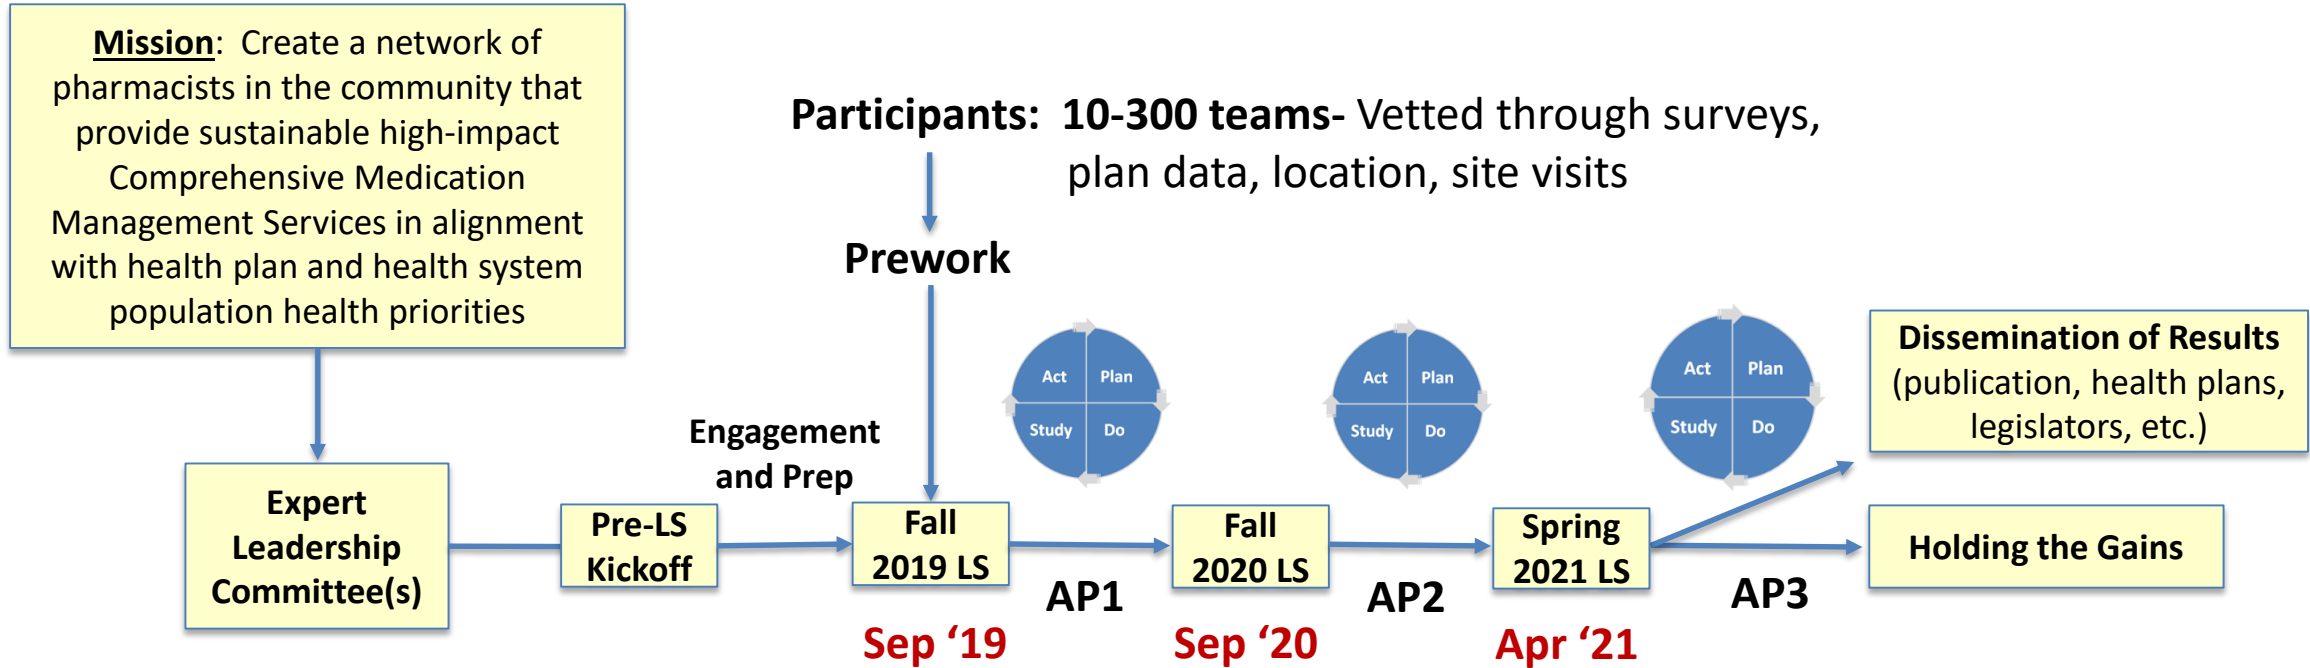 Mission:  Create a network of
pharmacists in the community that
provide sustainable high-impact
Comprehensive Medication
Management Services in alignment
with health plan and health system
population health priorities
Participants:  10-300 teams- Vetted through surveys,
plan data, location, site visits
Prework
Act
Plan
Study
Do
Act
Plan
Study
Do
Act
Plan
Study
Do
Dissemination of Results
(publication, health plans,
legislators, etc.)
Engagement
and Prep
Expert
Leadership
Committee(s)
Pre-LS
Kickoff
Fall
2019 LS
Fall
2020 LS
Spring
2021 LS
Holding the Gains
AP1
AP2
AP3
Sep ‘19
Sep ‘20
Apr ‘21